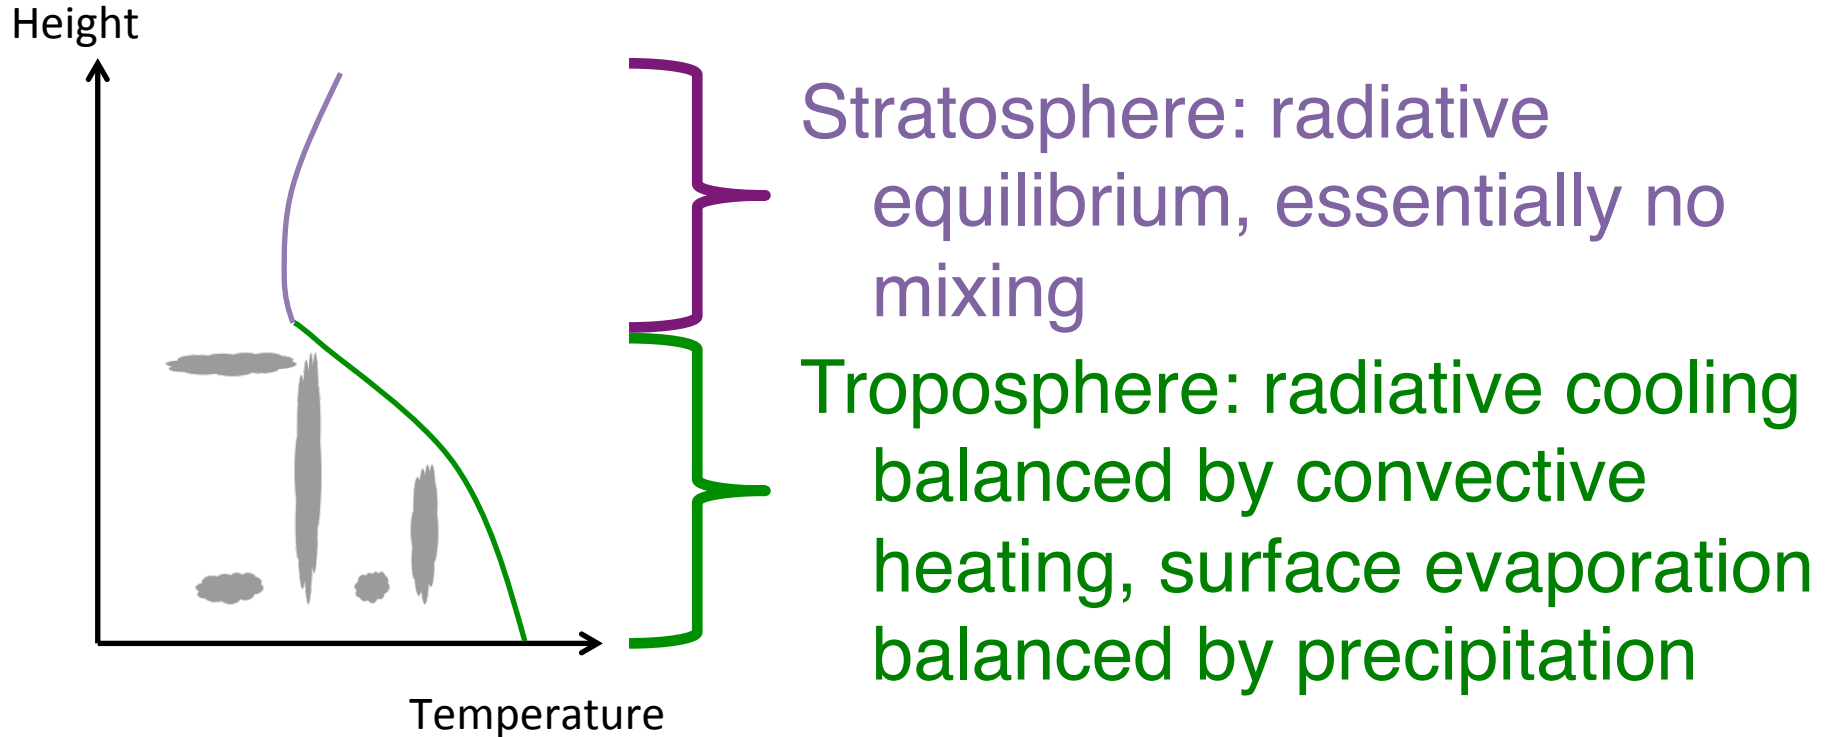 Height
Stratosphere: radiative
equilibrium, essentially no
mixing
Troposphere: radiative cooling
balanced by convective
heating, surface evaporation
balanced by precipitation
Temperature